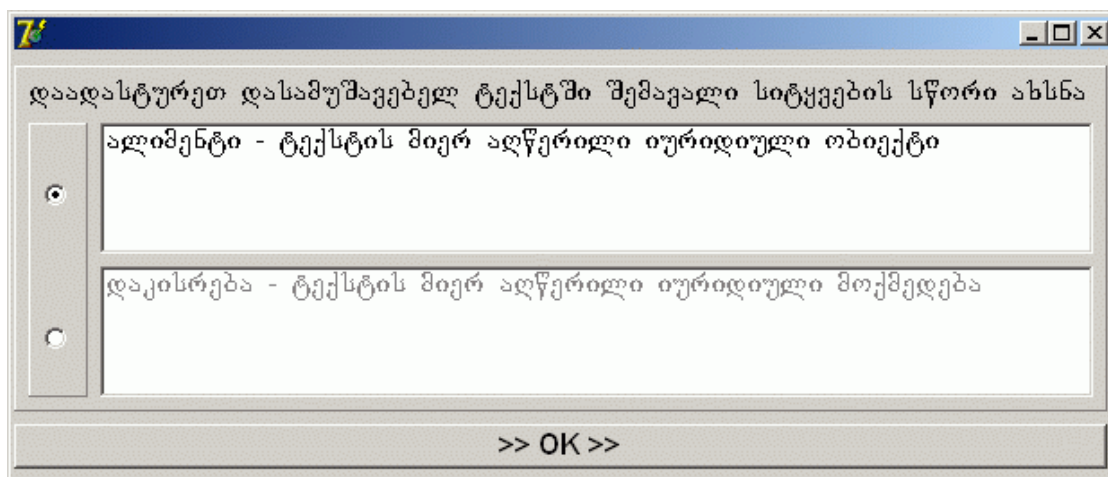 დაადასტურეთ დასამუშავებელ ტექსტში შემავალი სიტყვების სწორი ახსნა
ალიმენტი - ტექსტის მიერ აღწერილი იურიდიული ობიექტი
დაკისრება - ტექსტის მიერ აღწერილი იურიდიული მოქმედება
>> OK >>